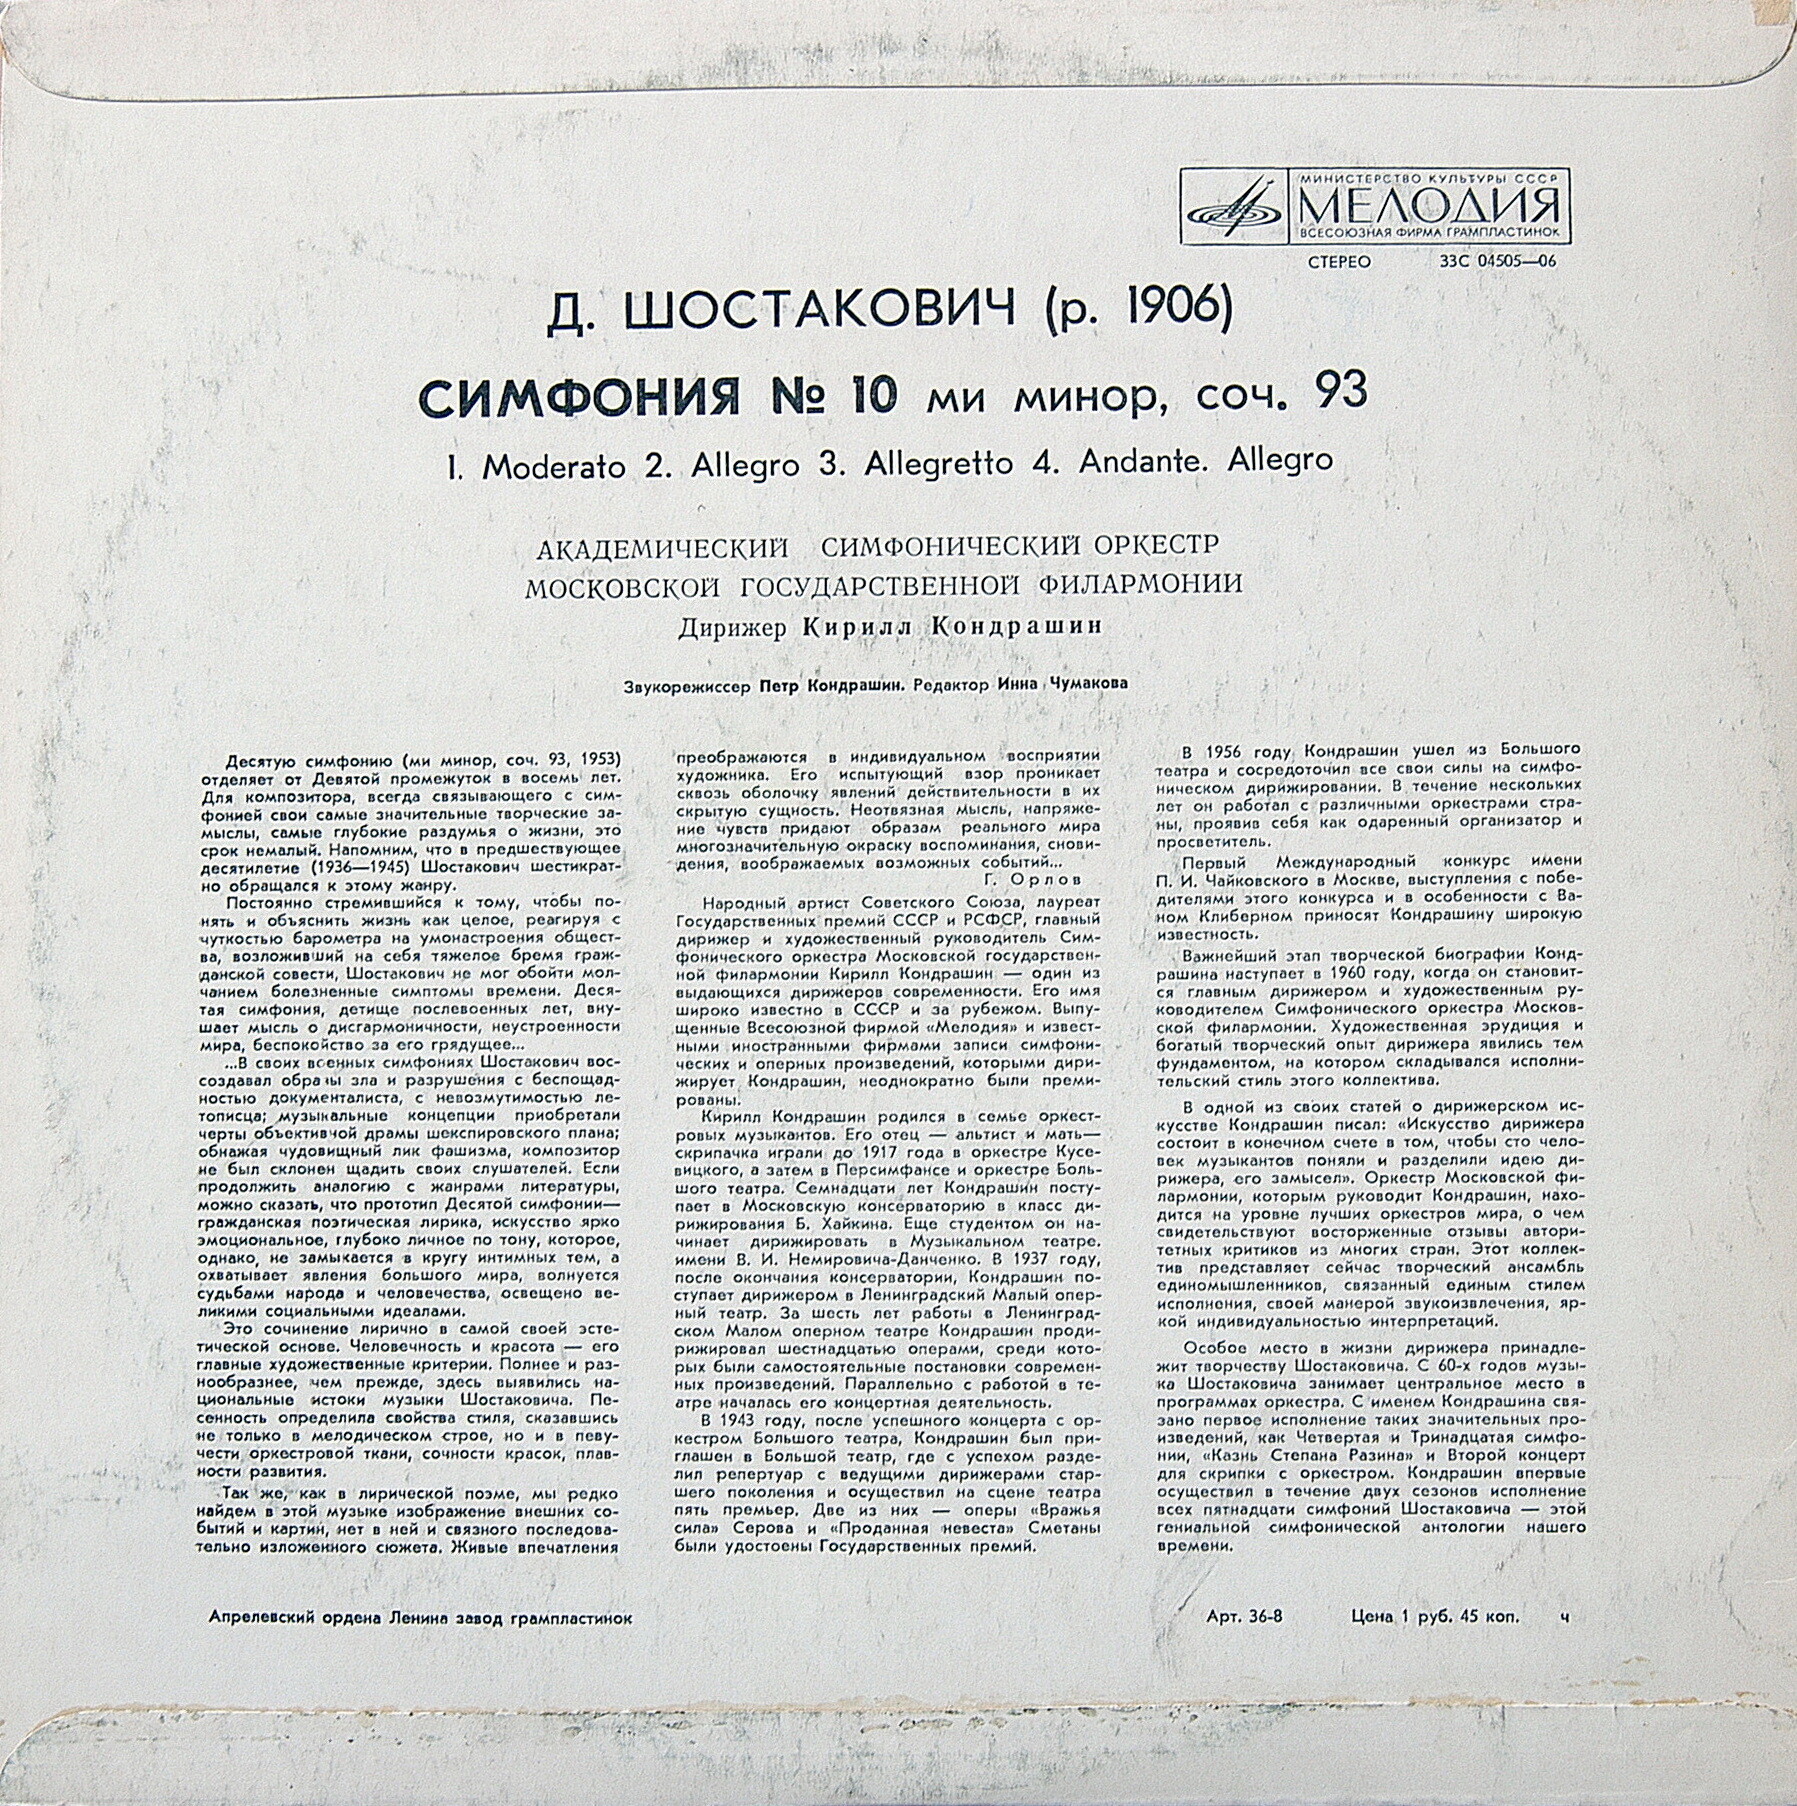 МИНИСТЕРСТВО КУЛЬТУРЫ СССР
МЕЛОДИЯ
ВСЕСОЮЗНАЯ ФИРМА ГРАМПЛАСТИНОК
СТЕРЕО 33С 04505—06
Д. ШОСТАКОВИЧ (р. 1906)
СИМФОНИЯ № 10 ми минор, соч. 93
1. Moderato 2. Allegro 3. Allegretto 4. Andante. Allegro
АКАДЕМИЧЕСКИЙ СИМФОНИЧЕСКИЙ ОРКЕСТР
МОСКОВСКОЙ ГОСУДАРСТВЕННОЙ ФИЛАРМОНИИ
Дирижер Кирилл Кондрашин
Звукорежиссер Петр Кондрашин. Редактор Инна Чумакова
Десятую симфонию (ми минор, соч. 93, 1953)
отделяет от Девятой промежуток в восемь лет.
Для композитора, всегда связывающего с сим-
фонией свои самые значительные творческие за-
мыслы, самые глубокие раздумья о жизни, это
срок немалый. Напомним, что в предшествующее
десятилетие (1936—1945) Шостакович шестикрат-
но обращался к этому жанру.
Постоянно стремившийся к тому, чтобы по-
нять и объяснить жизнь как целое, реагируя с
чуткостью барометра на умонастроения общест-
ва, возложивший на себя тяжелое бремя граж-
данской совести, Шостакович не мог обойти мол-
чанием болезненные симптомы времени. Деся-
тая симфония, детище послевоенных лет, вну-
шает мысль о дисгармоничности, неустроенности
мира, беспокойство за его грядущее...
...В своих военных симфониях Шостакович вос-
создавал образы зла и разрушения с беспощад-
ностью документалиста, с невозмутимостью ле-
тописца; музыкальные концепции приобретали
черты объективной драмы шекспировского плана;
обнажая чудовищный лик фашизма, композитор
не был склонен щадить своих слушателей. Если
продолжить аналогию с жанрами литературы,
можно сказать, что прототип Десятой симфонии—
гражданская поэтическая лирика, искусство ярко
эмоциональное, глубоко личное по тону, которое,
однако, не замыкается в кругу интимных тем, а
охватывает явления большого мира, волнуется
судьбами народа и человечества, освещено ве-
ликими социальными идеалами.
Это сочинение лирично в самой своей эсте-
тической основе. Человечность и красота — его
главные художественные критерии. Полнее и раз-
нообразнее, чем прежде, здесь выявились на-
циональные истоки музыки Шостаковича. Пе-
сенность определила свойства стиля, сказавшись
не только в мелодическом строе, но и в певу-
чести оркестровой ткани, сочности красок, плав-
ности развития.
Так же, как в лирической поэме, мы редко
найдем в этой музыке изображение внешних со-
бытий и картин, нет в ней и связного последова-
тельно изложенного сюжета. Живые впечатления
преображаются в индивидуальном восприятии
художника. Его испытующий взор проникает
сквозь оболочку явлений действительности в их
скрытую сущность. Неотвязная мысль, напряже-
ние чувств придают образам реального мира
многозначительную окраску воспоминания, снови-
дения, воображаемых возможных событий...
Г. Орлов
Народный артист Советского Союза, лауреат
Государственных премий СССР и РСФСР, главный
дирижер и художественный руководитель Сим-
фонического оркестра Московской государствен-
ной филармонии Кирилл Кондрашин — один из
выдающихся дирижеров современности. Его имя
широко известно в СССР и за рубежом. Выпу-
щенные Всесоюзной фирмой «Мелодия» и извест-
ными иностранными фирмами записи симфони-
ческих и оперных произведений, которыми дири-
жирует Кондрашин, неоднократно были преми-
рованы.
Кирилл Кондрашин родился в семье оркест-
ровых музыкантов. Его отец — альтист и мать—
скрипачка играли до 1917 года в оркестре Кусе-
вицкого, а затем в Персимфансе и оркестре Боль-
шого театра. Семнадцати лет Кондрашин посту-
пает в Московскую консерваторию в класс ди-
рижирования Б. Хайкина. Еще студентом он на-
чинает дирижировать в Музыкальном театре.
имени В. И. Немировича-Данченко. В 1937 году,
после окончания консерватории, Кондрашин по-
ступает дирижером в Ленинградский Малый опер-
ный театр. За шесть лет работы в Ленинград-
ском Малом оперном театре Кондрашин проди-
рижировал шестнадцатью операми, среди кото-
рых были самостоятельные постановки современ-
ных произведений. Параллельно с работой в те-
атре началась его концертная деятельность.
В 1943 году, после успешного концерта с ор-
кестром Большого театра, Кондрашин был при-
глашен в Большой театр, где с успехом разде-
лил репертуар с ведущими дирижерами стар-
шего поколения и осуществил на сцене театра
пять премьер. Две из них — оперы «Вражья
сила» Серова и «Проданная невеста» Сметаны
были удостоены Государственных премий.
В 1956 году Кондрашин ушел из Большого
театра и сосредоточил все свои силы на симфо-
ническом дирижировании. В течение нескольких
лет он работал с различными оркестрами стра-
ны, проявив себя как одаренный организатор и
просветитель.
Первый Международный конкурс имени
П. И. Чайковского в Москве, выступления с побе-
дителями этого конкурса и в особенности с Ва-
ном Клиберном приносят Кондрашину широкую
известность.
Важнейший этап творческой биографии Конд-
рашина наступает в 1960 году, когда он становит-
ся главным дирижером и художественным ру-
ководителем Симфонического оркестра Москов-
ской филармонии. Художественная эрудиция и
богатый творческий опыт дирижера явились тем
фундаментом, на котором складывался исполни-
тельский стиль этого коллектива.
В одной из своих статей о дирижерском ис-
кусстве Кондрашин писал: «Искусство дирижера
состоит в конечном счете в том, чтобы сто чело-
век музыкантов поняли и разделили идею ди-
рижера, его замысел». Оркестр Московской фи-
лармонии, которым руководит Кондрашин, нахо-
дится на уровне лучших оркестров мира, о чем
свидетельствуют восторженные отзывы автори-
тетных критиков из многих стран. Этот коллек-
тив представляет сейчас творческий ансамбль
единомышленников, связанный единым стилем
исполнения, своей манерой звукоизвлечения, яр-
кой индивидуальностью интерпретаций.
Особое место в жизни дирижера принадле-
жит творчеству Шостаковича. С 60-х годов музы-
ка Шостаковича занимает центральное место в
программах оркестра. С именем Кондрашина свя-
зано первое исполнение таких значительных про-
изведений, как Четвертая и Тринадцатая симфо-
нии, «Казнь Степана Разина» и Второй концерт
для скрипки с оркестром. Кондрашин впервые
осуществил в течение двух сезонов исполнение
всех пятнадцати симфоний Шостаковича — этой
гениальной симфонической антологии нашего
времени.
Апрелевский ордена Ленина завод грампластинок
Арт. 36-8 Цена 1 руб. 45 коп. ч